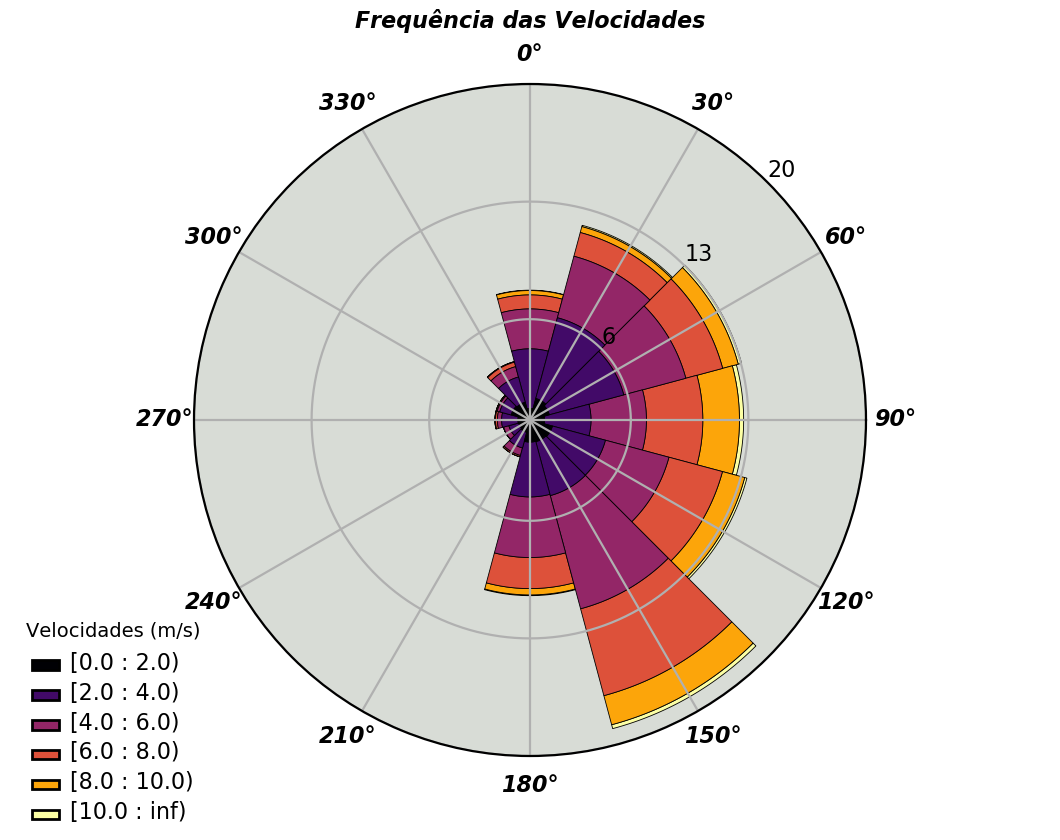 Frequência das Velocidades
0°
330°
30°
20
300°
60°
13
6
270°
90°
240°
120°
210°
150°
180°
Velocidades (m/s)
[0.0 : 2.0)
[2.0 : 4.0)
[4.0 : 6.0)
[6.0 : 8.0)
[8.0 : 10.0)
[10.0 : inf)